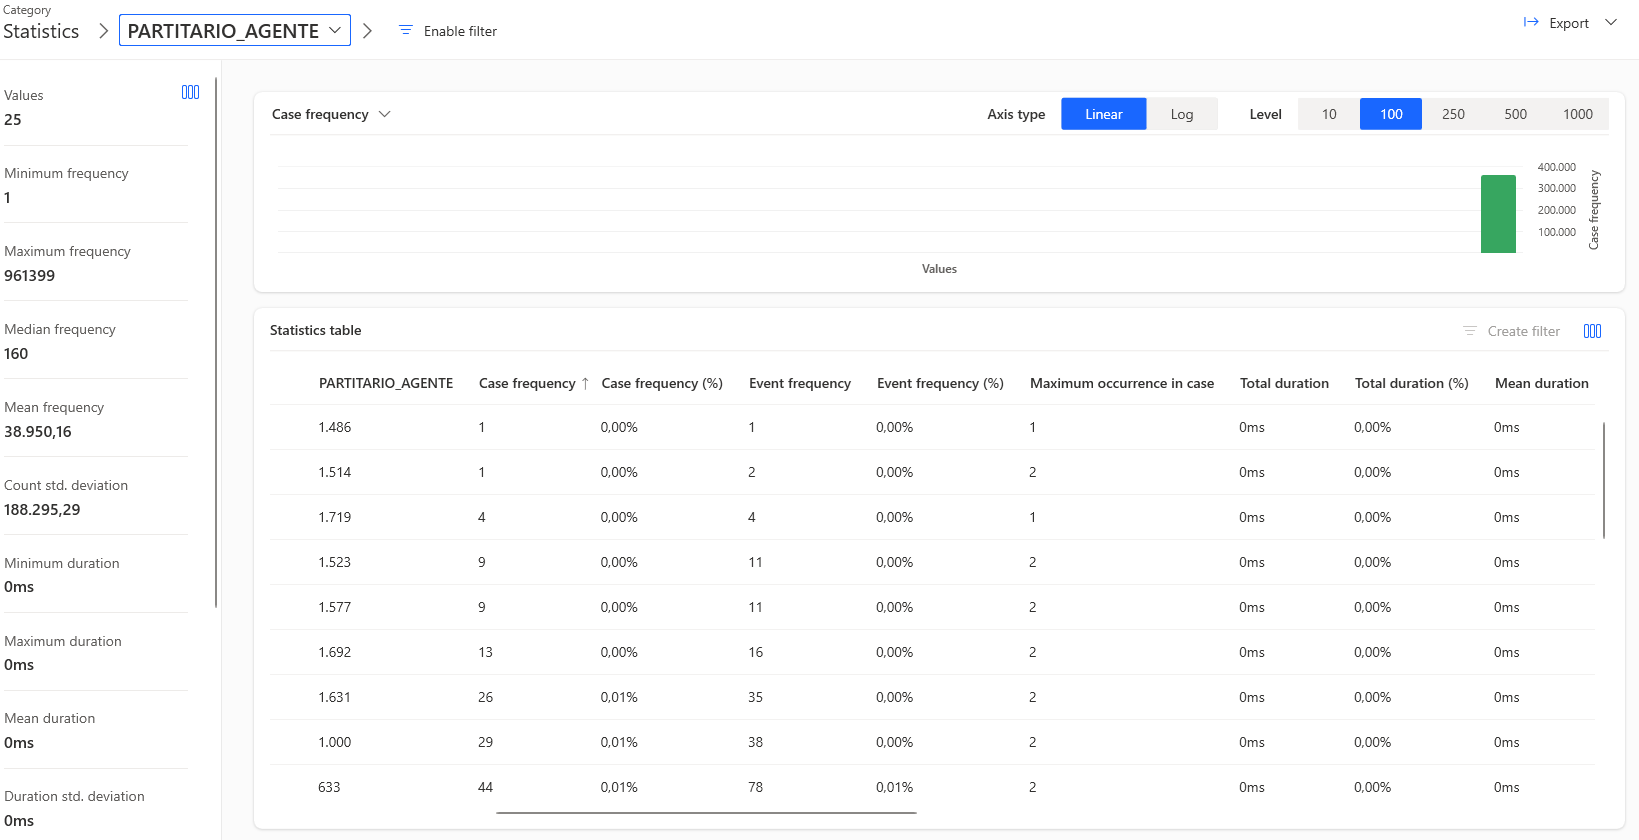 Category
Statistics
PARTITARIO_AGENTE
Enable filter
Export
Values
25
Minimum frequency
1
Maximum frequency
961399
Median frequency
160
Mean frequency
38.950,16
Count std. deviation
188.295,29
Minimum duration
0ms
Maximum duration
0ms
Mean duration
0ms
Duration std. deviation
0ms
Case frequency
Axis type Linear Log Level 10 100 250 500 1000
400.000
300.000
200.000
100.000
Case frequency
Values
Statistics table
Create filter
PARTITARIO_AGENTE Case frequency ↑ Case frequency (%) Event frequency Event frequency (%) Maximum occurrence in case Total duration Total duration (%) Mean duration
1.486 1 0,00% 1 0,00% 1 0ms 0,00% 0ms
1.514 1 0,00% 2 0,00% 2 0ms 0,00% 0ms
1.719 4 0,00% 4 0,00% 1 0ms 0,00% 0ms
1.523 9 0,00% 11 0,00% 2 0ms 0,00% 0ms
1.577 9 0,00% 11 0,00% 2 0ms 0,00% 0ms
1.692 13 0,00% 16 0,00% 2 0ms 0,00% 0ms
1.631 26 0,01% 35 0,00% 2 0ms 0,00% 0ms
1.000 29 0,01% 38 0,00% 2 0ms 0,00% 0ms
633 44 0,01% 78 0,01% 2 0ms 0,00% 0ms